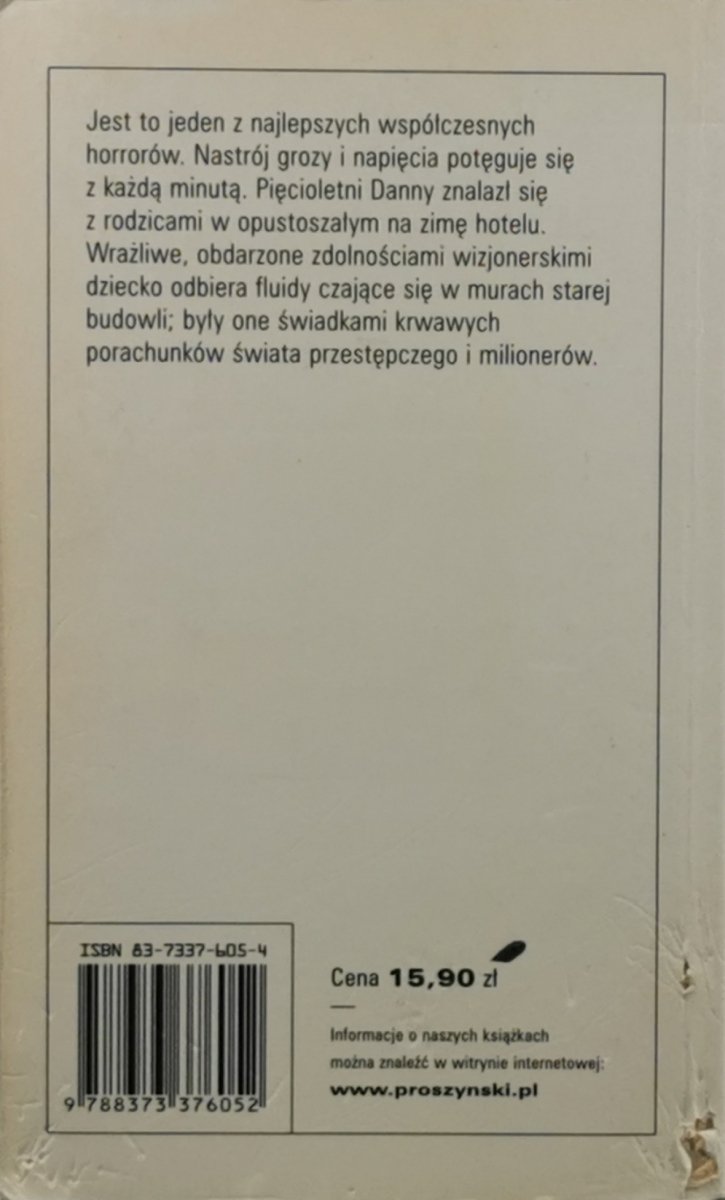 Jest to jeden z najlepszych współczesnych
horrorów. Nastrój grozy i napięcia potęguje się
z każdą minutą. Pięcioletni Danny znalazł się
z rodzicami w opustoszałym na zimę hotelu.
Wrażliwe, obdarzone zdolnościami wizjonerskimi
dziecko odbiera fluidy czające się w murach starej
budowli; były one świadkami krwawych
porachunków świata przestępczego i milionerów.
ISBN 83-7337-605-4
9 788373 376052
Cena 15,90 zł
Informacje o naszych książkach
można znaleźć w witrynie internetowej:
www.proszynski.pl